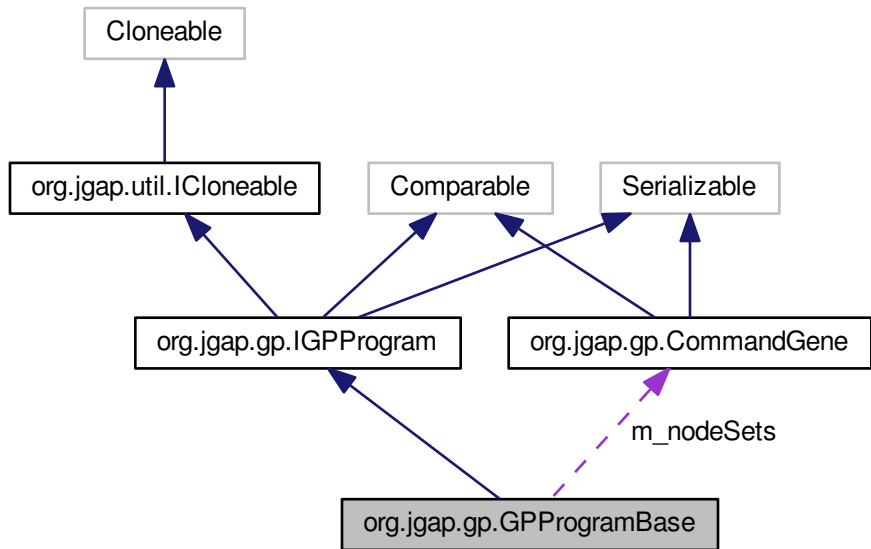 Cloneable
org.jgap.util.ICloneable
Comparable
Serializable
org.jgap.gp.IGPProgram
org.jgap.gp.CommandGene
m_nodeSets
org.jgap.gp.GPProgramBase